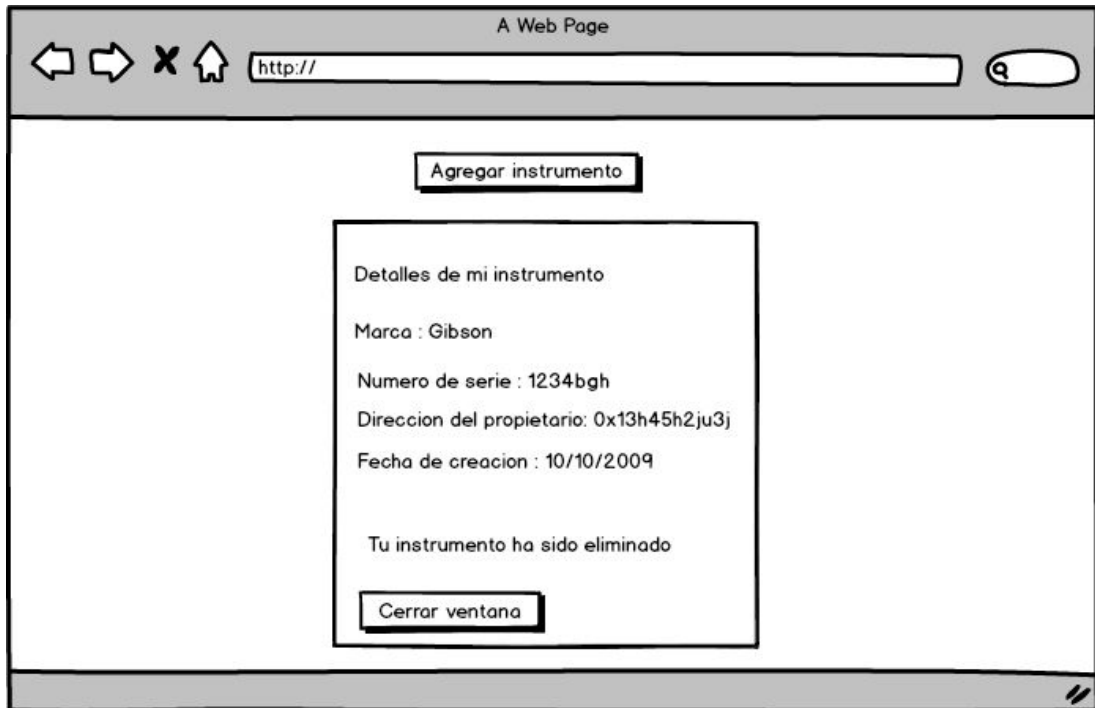 A Web Page
http://
Agregar instrumento
Detalles de mi instrumento
Marca : Gibson
Numero de serie : 1234bgh
Direccion del propietario: 0x13h45h2ju3j
Fecha de creacion : 10/10/2009
Tu instrumento ha sido eliminado
Cerrar ventana